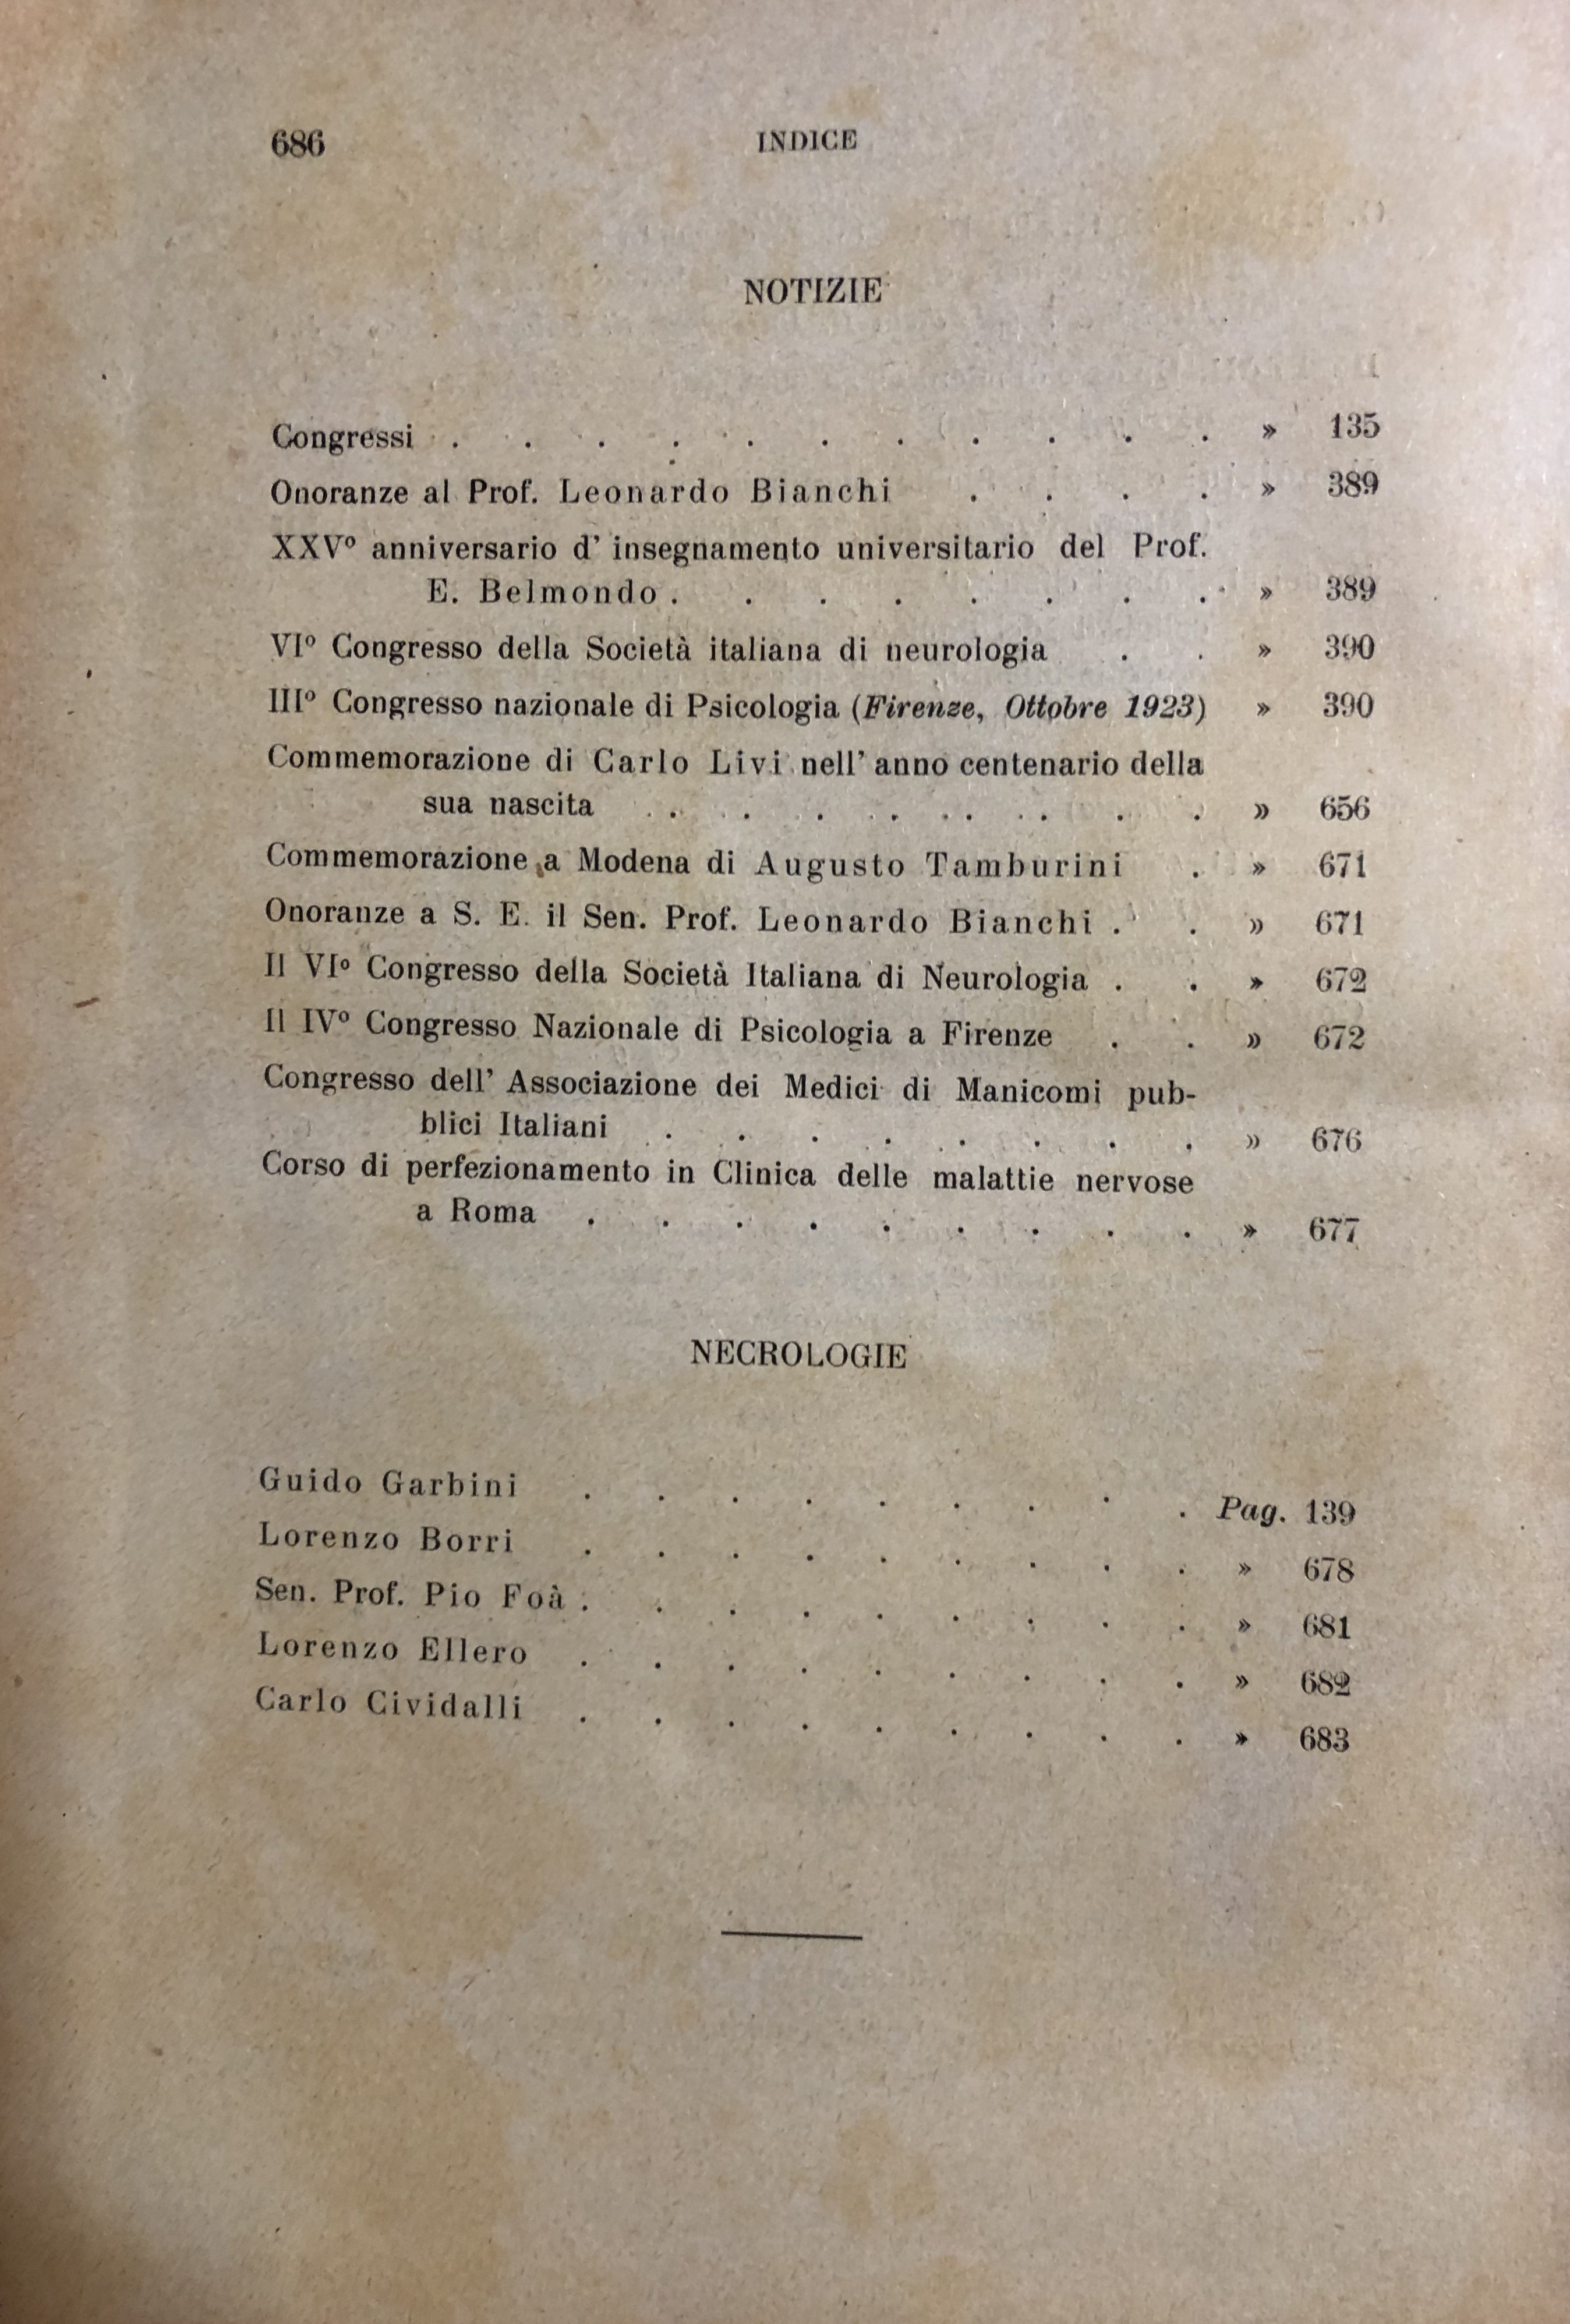 686 INDICE
NOTIZIE
Congressi . . . . . . . . . . . » 135
Onoranze al Prof. Leonardo Bianchi . . . . » 389
XXVº anniversario d' insegnamento universitario del Prof.
E. Belmondo . . . . . . . . » 389
VIº Congresso della Società italiana di neurologia . . » 390
IIIº Congresso nazionale di Psicologia (Firenze, Ottobre 1923) » 390
Commemorazione di Carlo Livi nell' anno centenario della
sua nascita . . . . . . . . » 656
Commemorazione a Modena di Augusto Tamburini . » 671
Onoranze a S. E. il Sen. Prof. Leonardo Bianchi . . » 671
Il VIº Congresso della Società Italiana di Neurologia . . » 672
Il IVº Congresso Nazionale di Psicologia a Firenze . . » 672
Congresso dell' Associazione dei Medici di Manicomi pub-
blici Italiani . . . . . . . . » 676
Corso di perfezionamento in Clinica delle malattie nervose
a Roma . . . . . . . . . » 677
NECROLOGIE
Guido Garbini . . . . . . . . . Pag. 139
Lorenzo Borri . . . . . . . . . » 678
Sen. Prof. Pio Foà . . . . . . . . . » 681
Lorenzo Ellero . . . . . . . . . » 682
Carlo Cividalli . . . . . . . . . » 683